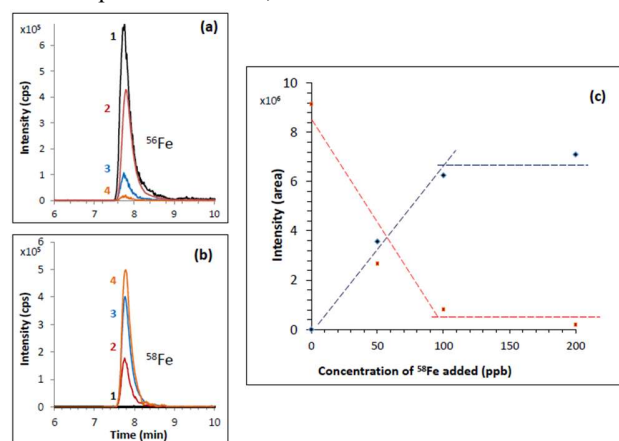 (a)
x10⁵
6
5
4
3
2
1
0
Intensity (cps)
1
2
3
4
⁵⁶Fe
6 7 8 9 10
(b)
x10⁵
6
5
4
3
2
1
0
Intensity (cps)
4
3
2
1
⁵⁸Fe
6 7 8 9 10
Time (min)
(c)
10
x10⁶
8
6
4
2
0
Intensity (area)
0 50 100 150 200
Concentration of ⁵⁸Fe added (ppb)